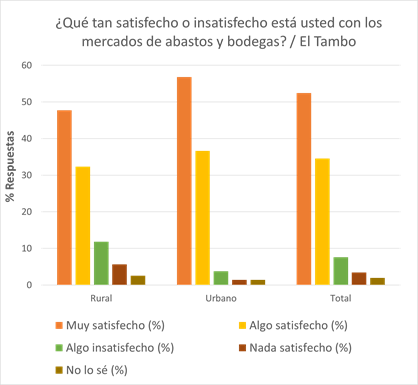 ¿Qué tan satisfecho o insatisfecho está usted con los
mercados de abastos y bodegas? / El Tambo
% Respuestas
60
50
40
30
20
10
0
Rural
Urbano
Total
Muy satisfecho (%)
Algo satisfecho (%)
Algo insatisfecho (%)
Nada satisfecho (%)
No lo sé (%)